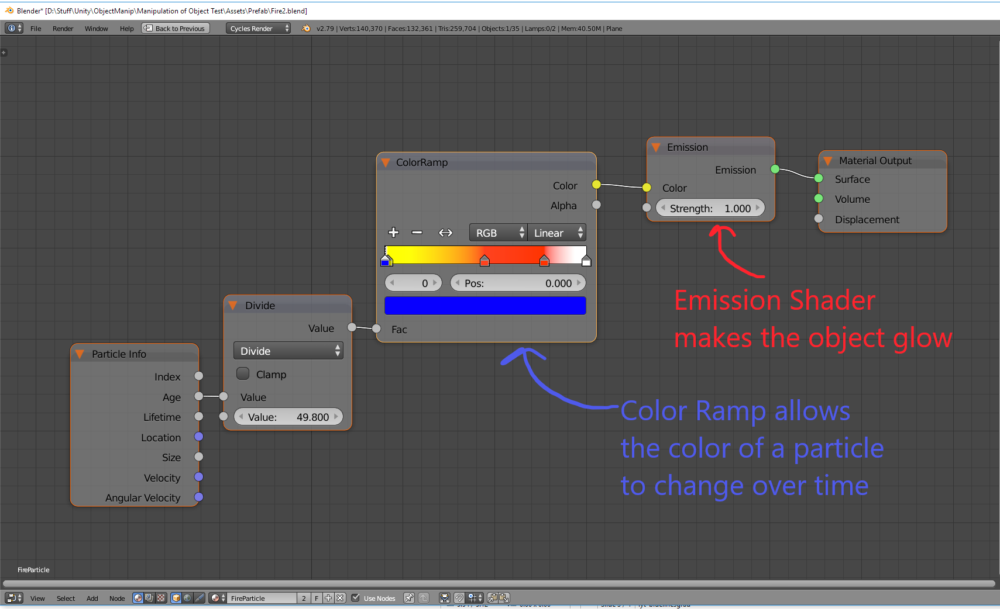 Blender* [D:\Stuff\Unity\ObjectManip\Manipulation of Object Test\Assets\Prefab\Fire2.blend]
File Render Window Help Back to Previous Cycles Render v2.79 | Verts:140,370 | Faces:132,361 | Tris:259,704 | Objects:1/35 | Lamps:0/2 | Mem:40.50M | Plane
Particle Info
Index
Age
Lifetime
Location
Size
Velocity
Angular Velocity
Divide
Value
Divide
Clamp
Value
Value: 49.800
ColorRamp
Color
Alpha
RGB Linear
0 Pos: 0.000
Fac
Emission
Emission
Color
Strength: 1.000
Material Output
Surface
Volume
Displacement
Emission Shader
makes the object glow
Color Ramp allows
the color of a particle
to change over time
FireParticle
View Select Add Node FireParticle 2 F Use Nodes